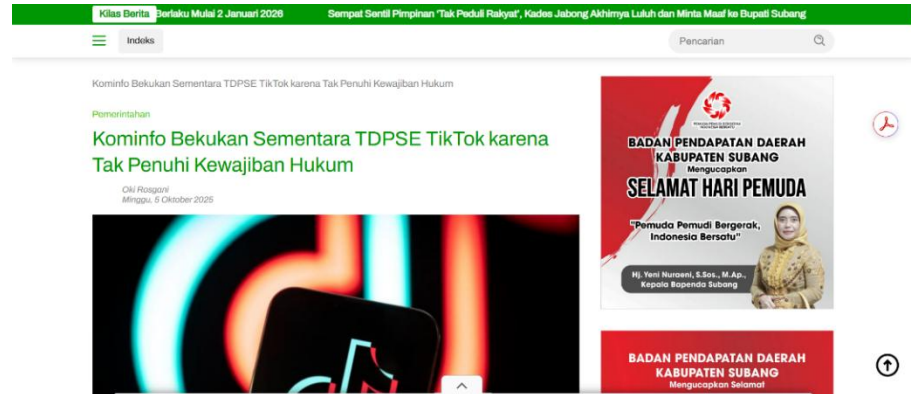 Kilas Berita Berlaku Mulai 2 Januari 2026 Sempat Sentil Pimpinan 'Tak Peduli Rakyat', Kades Jabong Akhirnya Luluh dan Minta Maaf ke Bupati Subang
Indeks
Pencarian
Kominfo Bekukan Sementara TDPSE TikTok karena Tak Penuhi Kewajiban Hukum
Pemerintahan
Kominfo Bekukan Sementara TDPSE TikTok karena
Tak Penuhi Kewajiban Hukum
Oki Rosgani
Minggu, 5 Oktober 2025
BADAN PENDAPATAN DAERAH
KABUPATEN SUBANG
Mengucapkan
SELAMAT HARI PEMUDA
"Pemuda Pemudi Bergerak,
Indonesia Bersatu"
Hj. Yeni Nuraeni, S.Sos., M.Ap.,
Kepala Bapenda Subang
BADAN PENDAPATAN DAERAH
KABUPATEN SUBANG
Mengucapkan Selamat